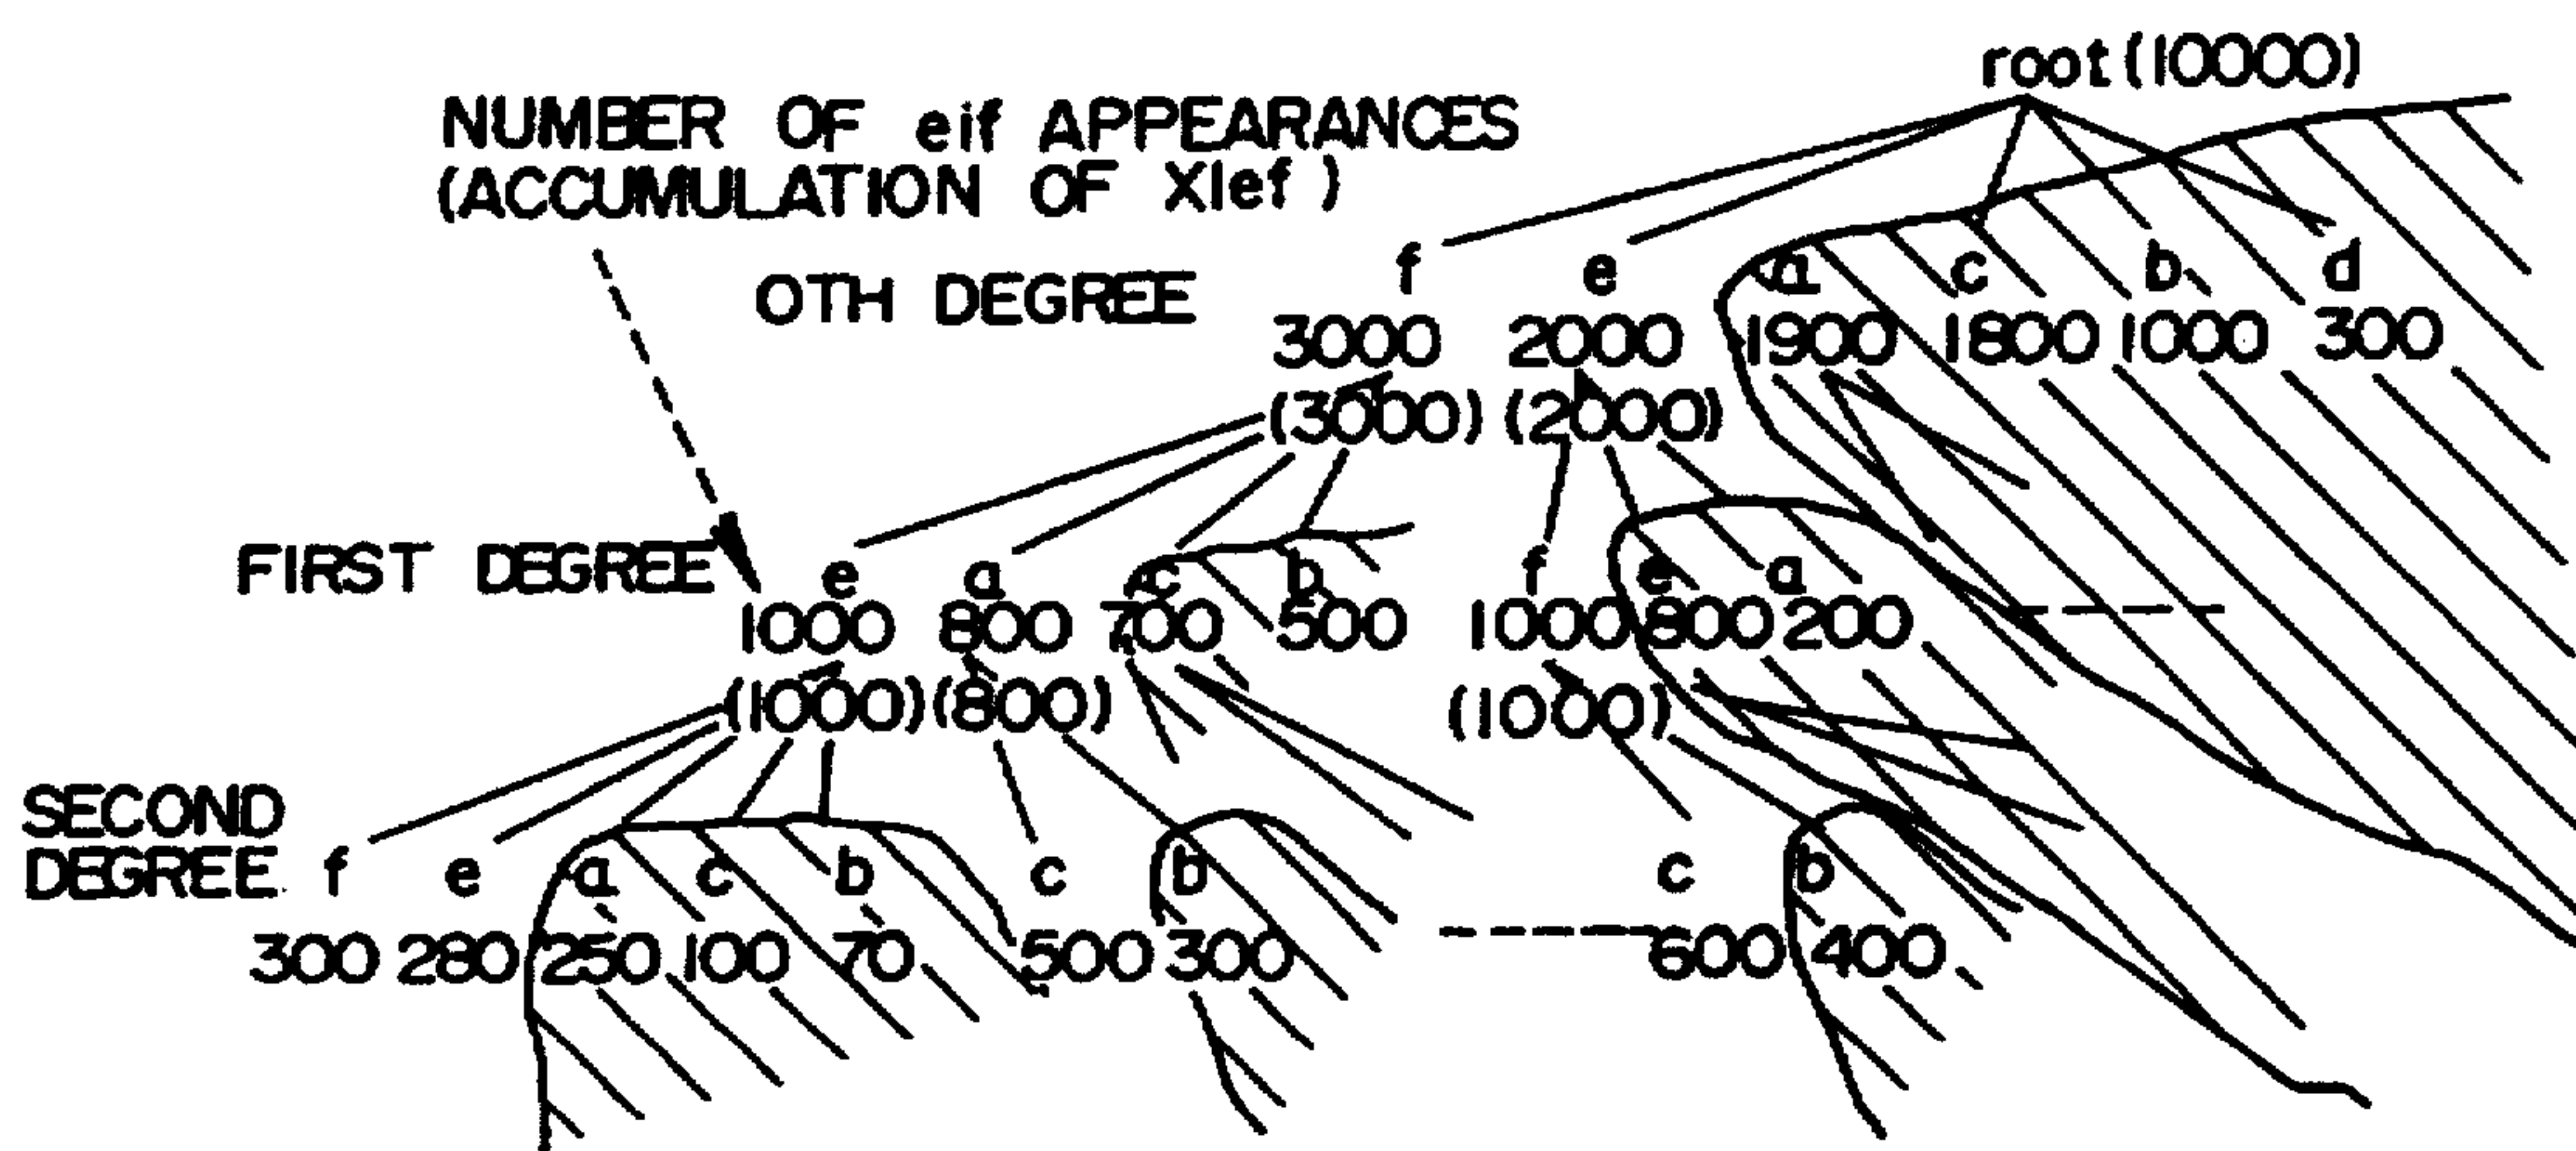 root (10000)
NUMBER OF eif APPEARANCES
(ACCUMULATION OF Xlef )
0TH DEGREE
f e a c b d
3000 2000 1900 1800 1000 300
(3000) (2000)
FIRST DEGREE
e a c b f e a
1000 800 700 500 1000 800 200
(1000) (800) (1000)
SECOND
DEGREE f e a c b c b c b
300 280 250 100 70 500 300 600 400